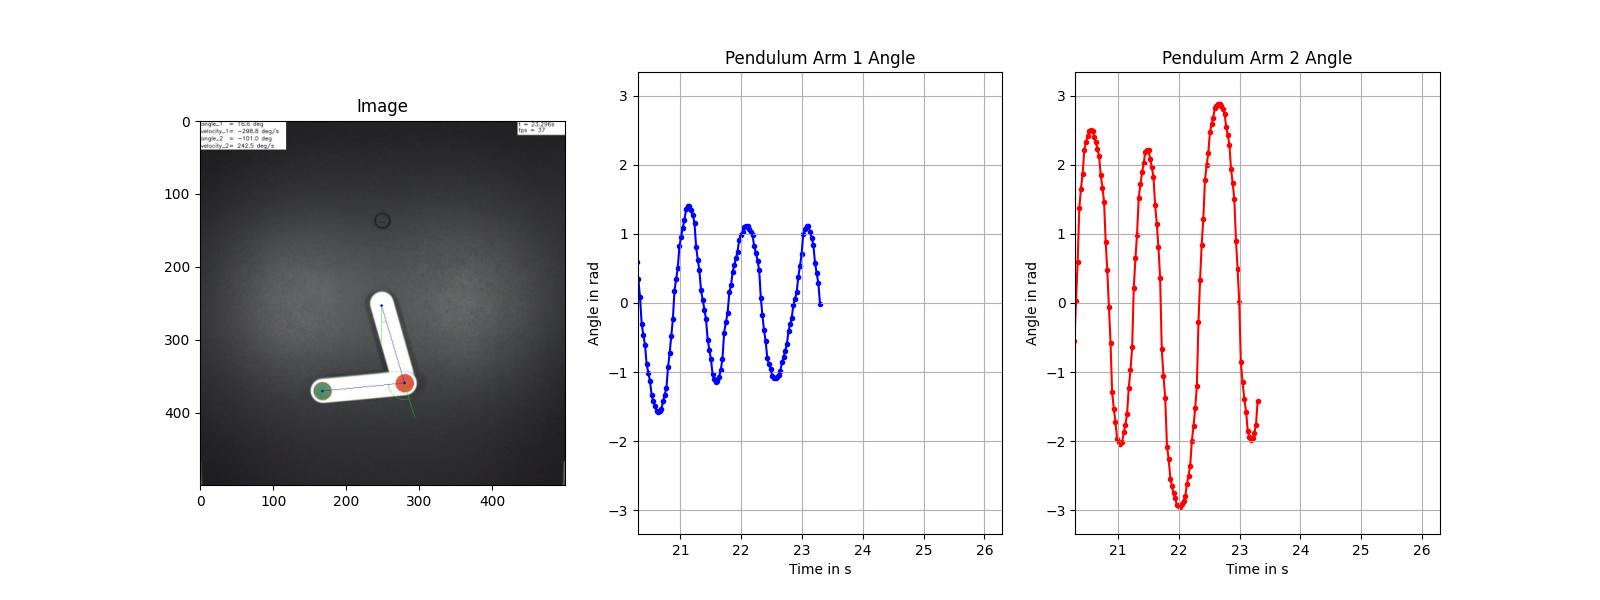 Image
angle_1 = 16.6 deg
velocity_1= -298.8 deg/s
angle_2 = -101.0 deg
velocity_2= 242.5 deg/s
t = 23.296s
fps = 37
0
100
200
300
400
0 100 200 300 400
Pendulum Arm 1 Angle
Angle in rad
3
2
1
0
−1
−2
−3
21 22 23 24 25 26
Time in s
Pendulum Arm 2 Angle
Angle in rad
3
2
1
0
−1
−2
−3
21 22 23 24 25 26
Time in s